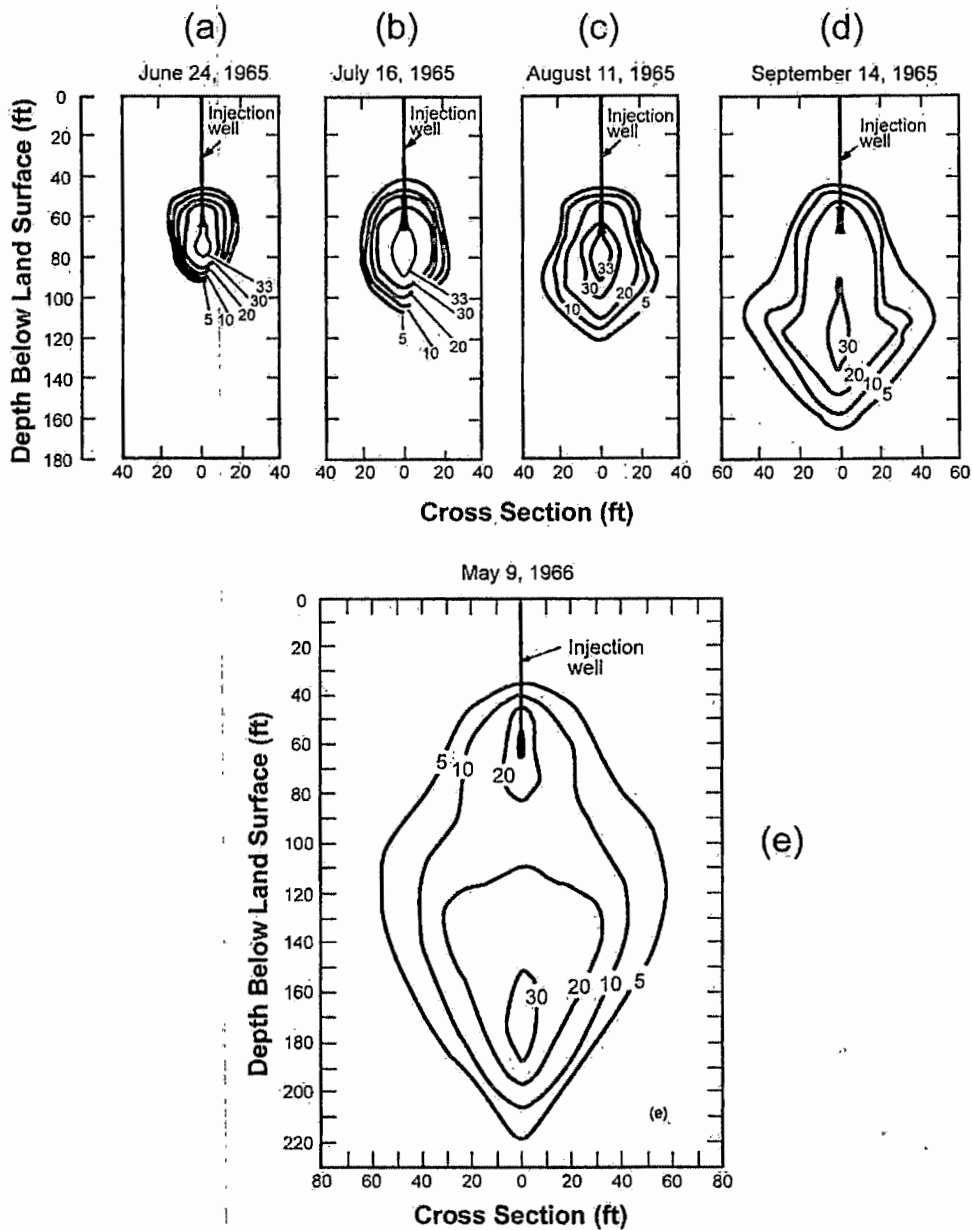 (a) (b) (c) (d)
June 24, 1965 July 16, 1965 August 11, 1965 September 14, 1965
Depth Below Land Surface (ft)
0
20
40
60
80
100
120
140
160
180
Injection
well
33
30
20
5 10
40 20 0 20 40
Injection
well
33
30
20
5 10
40 20 0 20 40
Injection
well
33
30 20
10 5
40 20 0 20 40
Injection
well
30
20 10 5
60 40 20 0 20 40 60
Cross Section (ft)
May 9, 1966
Depth Below Land Surface (ft)
0
20
40
60
80
100
120
140
160
180
200
220
Injection
well
5 10 20
30 20 10 5
(e)
(e)
80 60 40 20 0 20 40 60 80
Cross Section (ft)